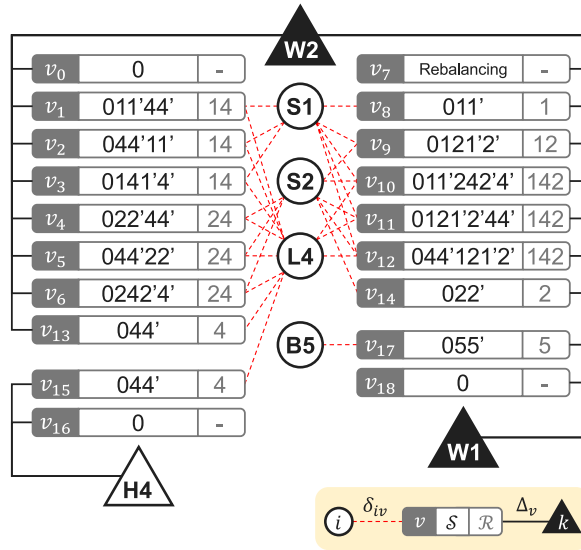 W2
v0 0 -
v1 011'44' 14
v2 044'11' 14
v3 0141'4' 14
v4 022'44' 24
v5 044'22' 24
v6 0242'4' 24
v13 044' 4
v15 044' 4
v16 0 -
H4
S1
S2
L4
B5
v7 Rebalancing -
v8 011' 1
v9 0121'2' 12
v10 011'242'4' 142
v11 0121'2'44' 142
v12 044'121'2' 142
v14 022' 2
v17 055' 5
v18 0 -
W1
i δiv v S R Δv k